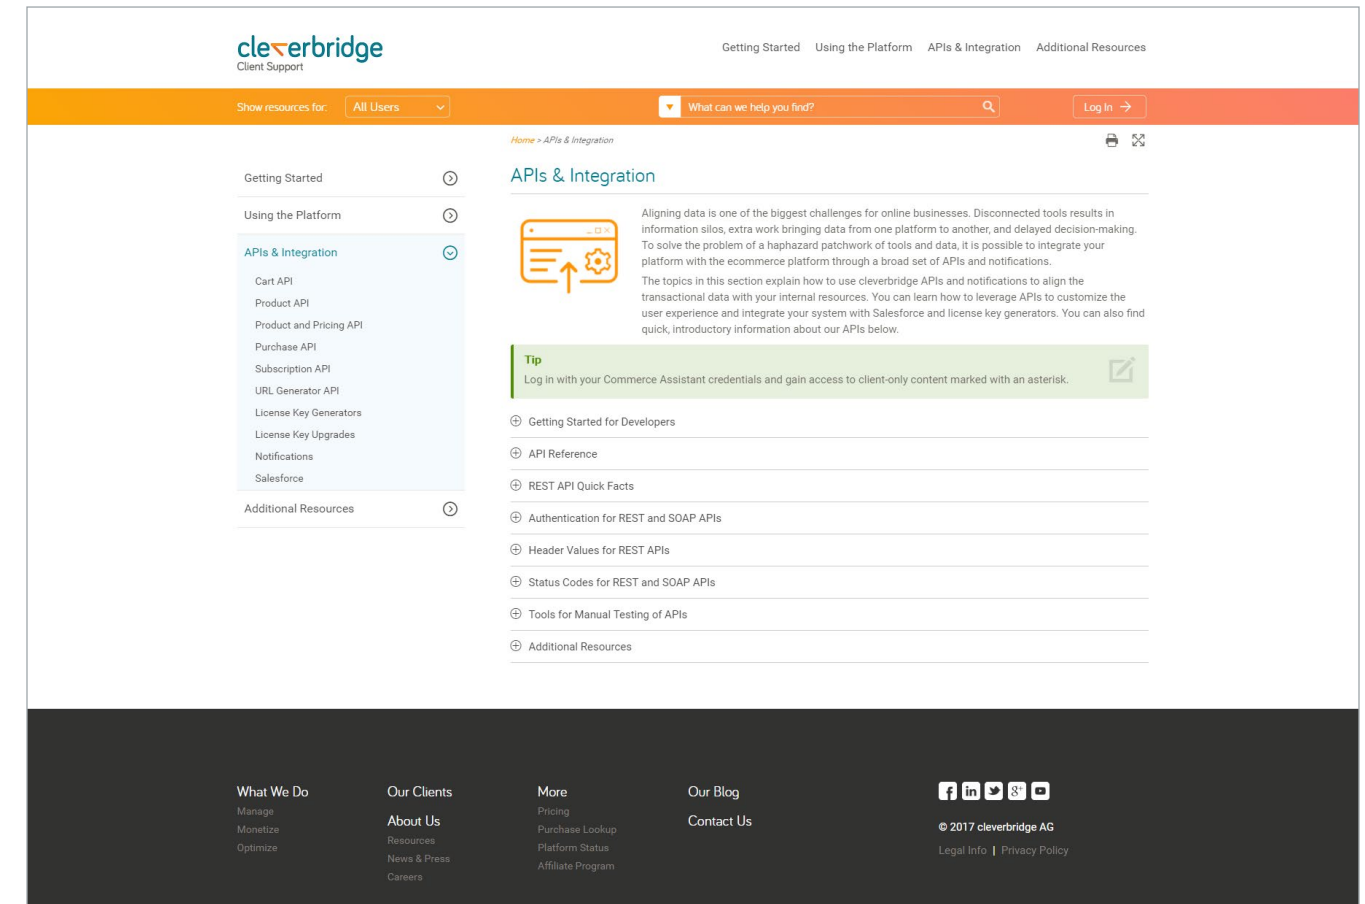 cleverbridge
Client Support
Getting Started Using the Platform APIs & Integration Additional Resources
Show resources for: All Users
What can we help you find?
Log In
Home > APIs & Integration
Getting Started
Using the Platform
APIs & Integration
Cart API
Product API
Product and Pricing API
Purchase API
Subscription API
URL Generator API
License Key Generators
License Key Upgrades
Notifications
Salesforce
Additional Resources
APIs & Integration
Aligning data is one of the biggest challenges for online businesses. Disconnected tools results in
information silos, extra work bringing data from one platform to another, and delayed decision-making.
To solve the problem of a haphazard patchwork of tools and data, it is possible to integrate your
platform with the ecommerce platform through a broad set of APIs and notifications.
The topics in this section explain how to use cleverbridge APIs and notifications to align the
transactional data with your internal resources. You can learn how to leverage APIs to customize the
user experience and integrate your system with Salesforce and license key generators. You can also find
quick, introductory information about our APIs below.
Tip
Log in with your Commerce Assistant credentials and gain access to client-only content marked with an asterisk.
Getting Started for Developers
API Reference
REST API Quick Facts
Authentication for REST and SOAP APIs
Header Values for REST APIs
Status Codes for REST and SOAP APIs
Tools for Manual Testing of APIs
Additional Resources
What We Do
Manage
Monetize
Optimize
Our Clients
About Us
Resources
News & Press
Careers
More
Pricing
Purchase Lookup
Platform Status
Affiliate Program
Our Blog
Contact Us
f in g+
© 2017 cleverbridge AG
Legal Info | Privacy Policy